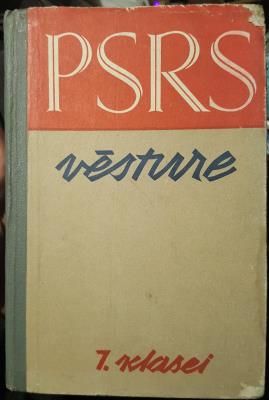 PSRS
vēsture
7. klasei